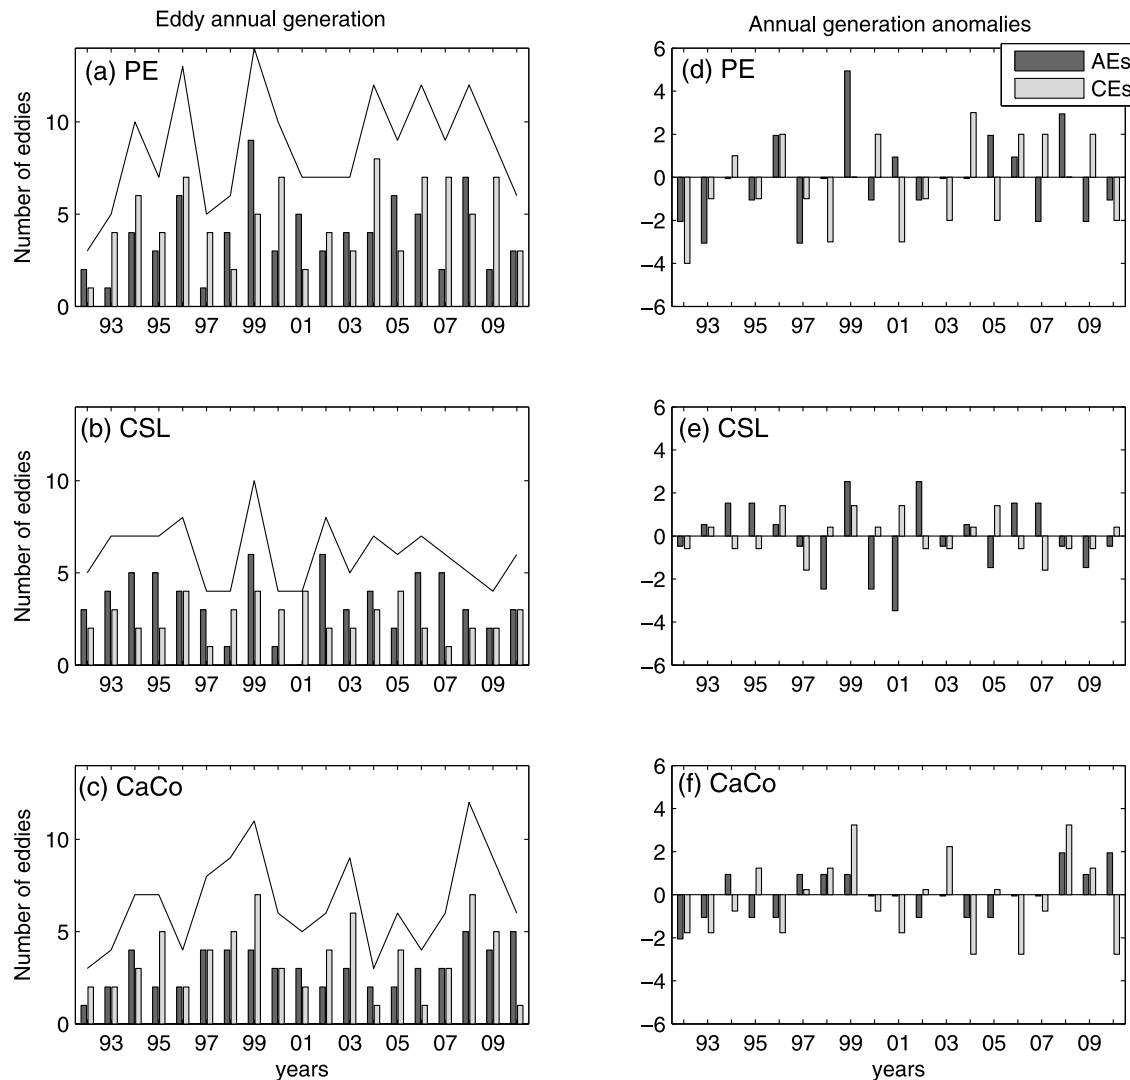 Eddy annual generation
Annual generation anomalies
(a) PE
Number of eddies
10
5
0
93 95 97 99 01 03 05 07 09
(d) PE
AEs
CEs
6
4
2
0
−2
−4
−6
93 95 97 99 01 03 05 07 09
(b) CSL
Number of eddies
10
5
0
93 95 97 99 01 03 05 07 09
(e) CSL
6
4
2
0
−2
−4
−6
93 95 97 99 01 03 05 07 09
(c) CaCo
Number of eddies
10
5
0
93 95 97 99 01 03 05 07 09
years
(f) CaCo
6
4
2
0
−2
−4
−6
93 95 97 99 01 03 05 07 09
years